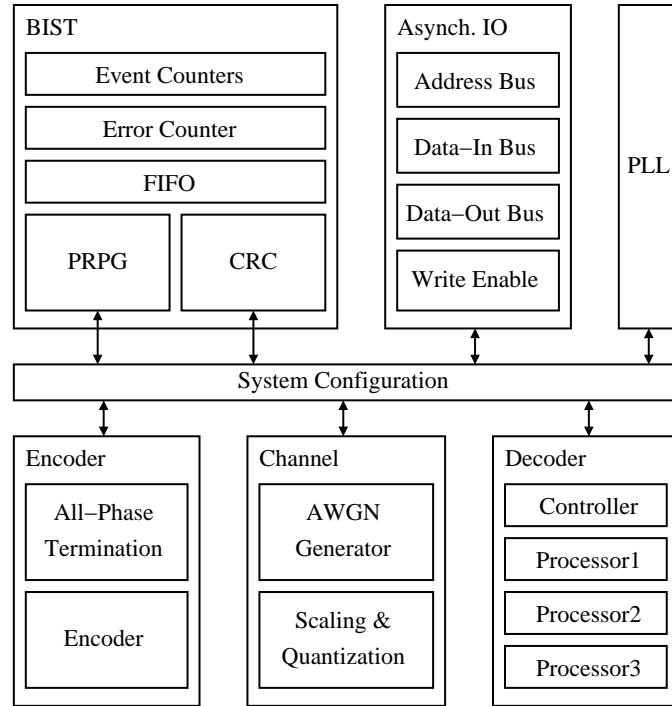 BIST
Event Counters
Error Counter
FIFO
PRPG
CRC
Asynch. IO
Address Bus
Data−In Bus
Data−Out Bus
Write Enable
PLL
System Configuration
Encoder
All−Phase
Termination
Encoder
Channel
AWGN
Generator
Scaling &
Quantization
Decoder
Controller
Processor1
Processor2
Processor3